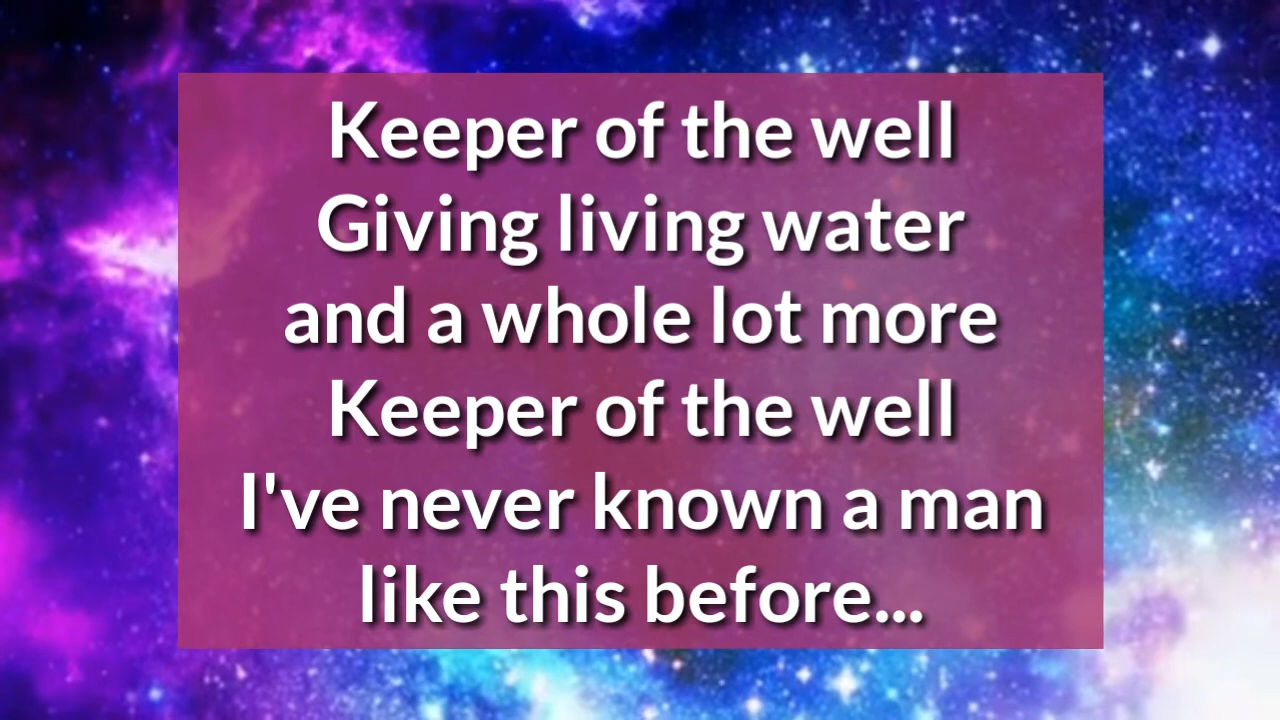 Keeper of the well
Giving living water
and a whole lot more
Keeper of the well
I've never known a man
like this before...